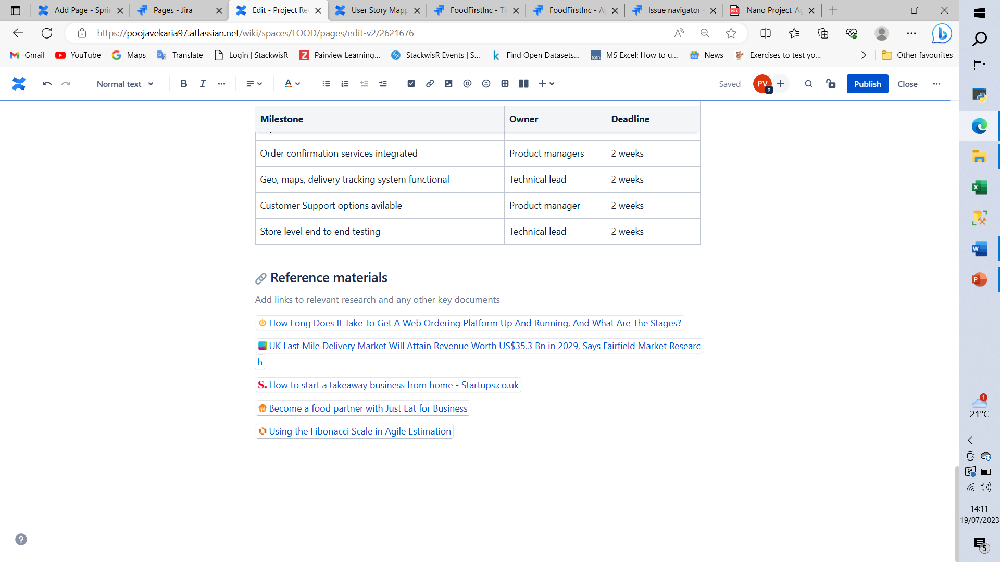 Add Page - Sprin
Pages - Jira
Edit - Project Re
User Story Mapp
FoodFirstInc - Ti
FoodFirstInc - Ag
Issue navigator
Nano Project_Ag
https://poojavekaria97.atlassian.net/wiki/spaces/FOOD/pages/edit-v2/2621676
Gmail
YouTube
Maps
Translate
Login | StackwisR
Pairview Learning...
StackwisR Events | S...
Find Open Datasets...
MS Excel: How to u...
News
Exercises to test yo...
Other favourites
Normal text
Saved
PV
P
Publish
Close
Milestone Owner Deadline
Order confirmation services integrated Product managers 2 weeks
Geo, maps, delivery tracking system functional Technical lead 2 weeks
Customer Support options avilable Product manager 2 weeks
Store level end to end testing Technical lead 2 weeks
Reference materials
Add links to relevant research and any other key documents
How Long Does It Take To Get A Web Ordering Platform Up And Running, And What Are The Stages?
UK Last Mile Delivery Market Will Attain Revenue Worth US$35.3 Bn in 2029, Says Fairfield Market Researc
h
How to start a takeaway business from home - Startups.co.uk
Become a food partner with Just Eat for Business
Using the Fibonacci Scale in Agile Estimation
1
21°C
14:11
19/07/2023
5